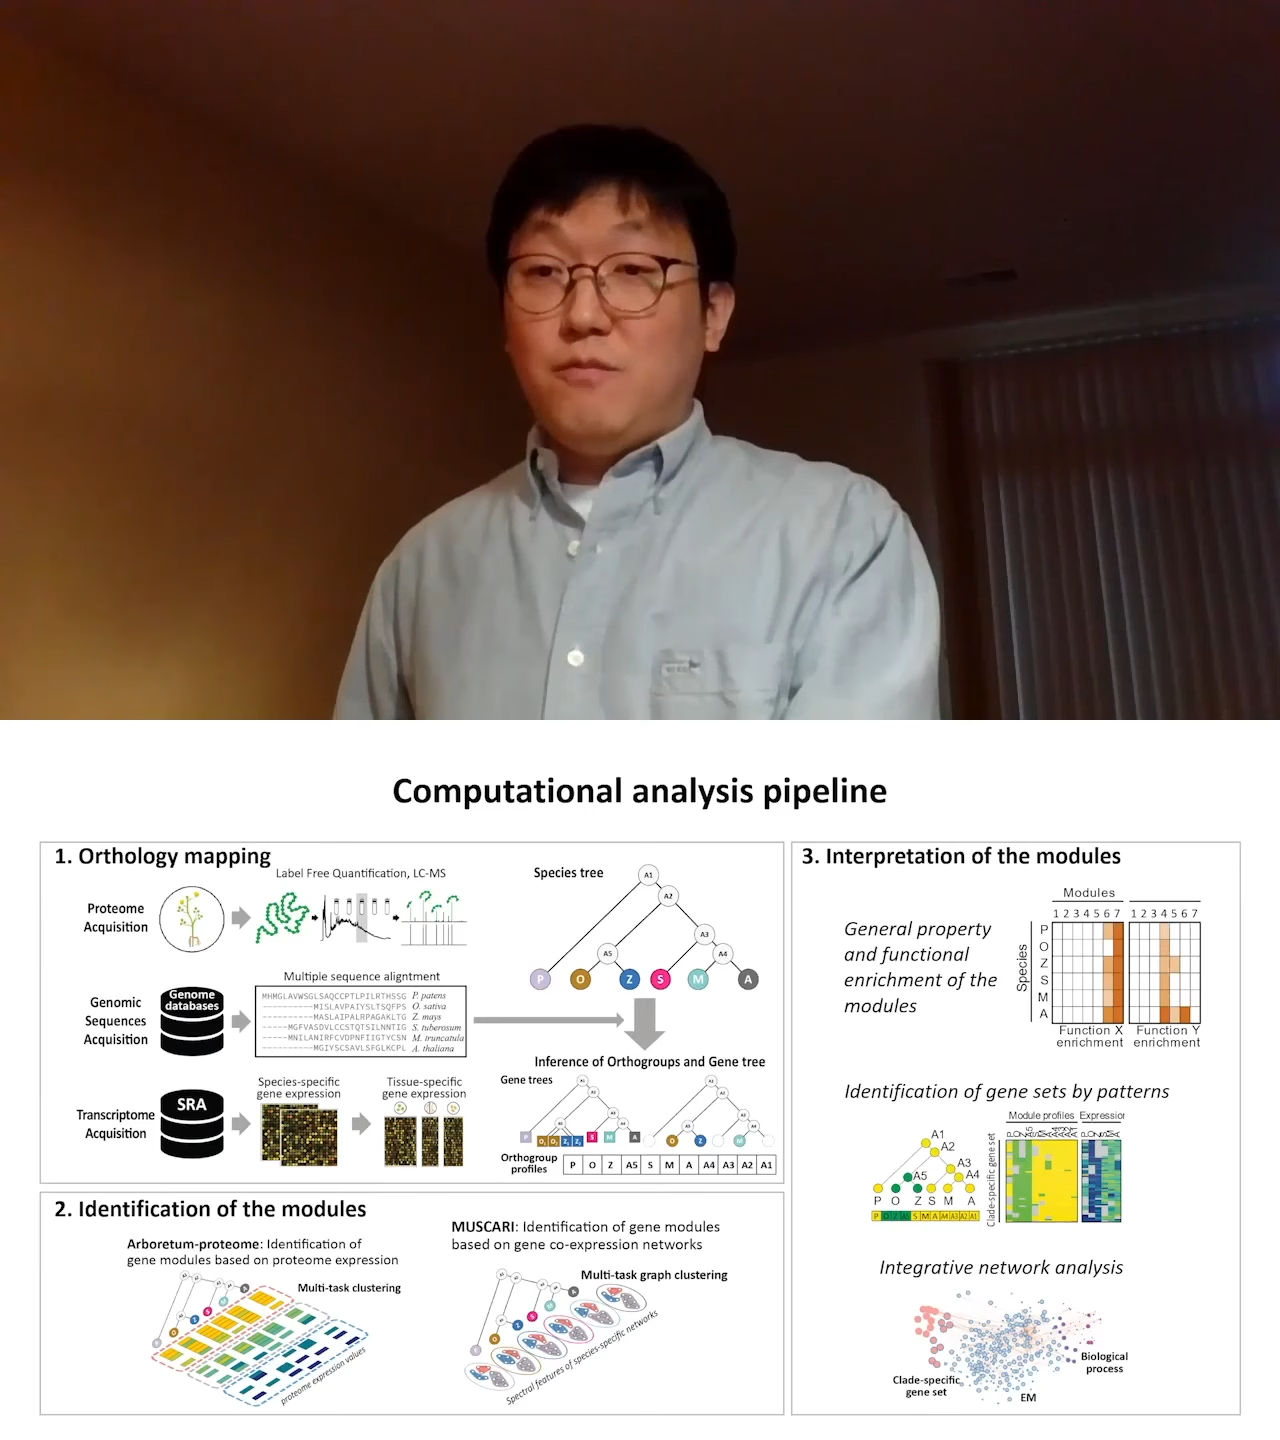 Computational analysis pipeline
1. Orthology mapping
Label Free Quantification, LC-MS
Proteome
Acquisition
Multiple sequence aligntment
Genomic
Sequences
Acquisition
Genome
databases
MHMGLAVWSGLSAQCCPTLPILRTHSSG P. patens
MISLAVPAIYSLTSQFPS O. sativa
MASLAIPALRPAGAKLTG Z. mays
MGFVASDVLCCSTQTSILNNTIG S. tuberosum
MNILANIRFCVDPNFIIGTYCSN M. truncatula
MGIYSCSAVLSFGLKCPL A. thaliana
Transcriptome
Acquisition
SRA
Species-specific
gene expression
Tissue-specific
gene expression
Species tree
A1
A2
A3
A5
A4
P O Z S M A
Inference of Orthogroups and Gene tree
Gene trees
Orthogroup
profiles
P O Z A5 S M A A4 A3 A2 A1
2. Identification of the modules
Arboretum-proteome: Identification of
gene modules based on proteome expression
Multi-task clustering
proteome expression values
MUSCARI: Identification of gene modules
based on gene co-expression networks
Multi-task graph clustering
Spectral features of species-specific networks
3. Interpretation of the modules
General property
and functional
enrichment of the
modules
Modules
1 2 3 4 5 6 7 1 2 3 4 5 6 7
Species
P
O
Z
S
M
A
Function X
enrichment
Function Y
enrichment
Identification of gene sets by patterns
A1
A2
A3
A5
A4
P O Z S M A
Module profiles
Expression
Clade-specific gene set
Integrative network analysis
Clade-specific
gene set
EM
Biological
process